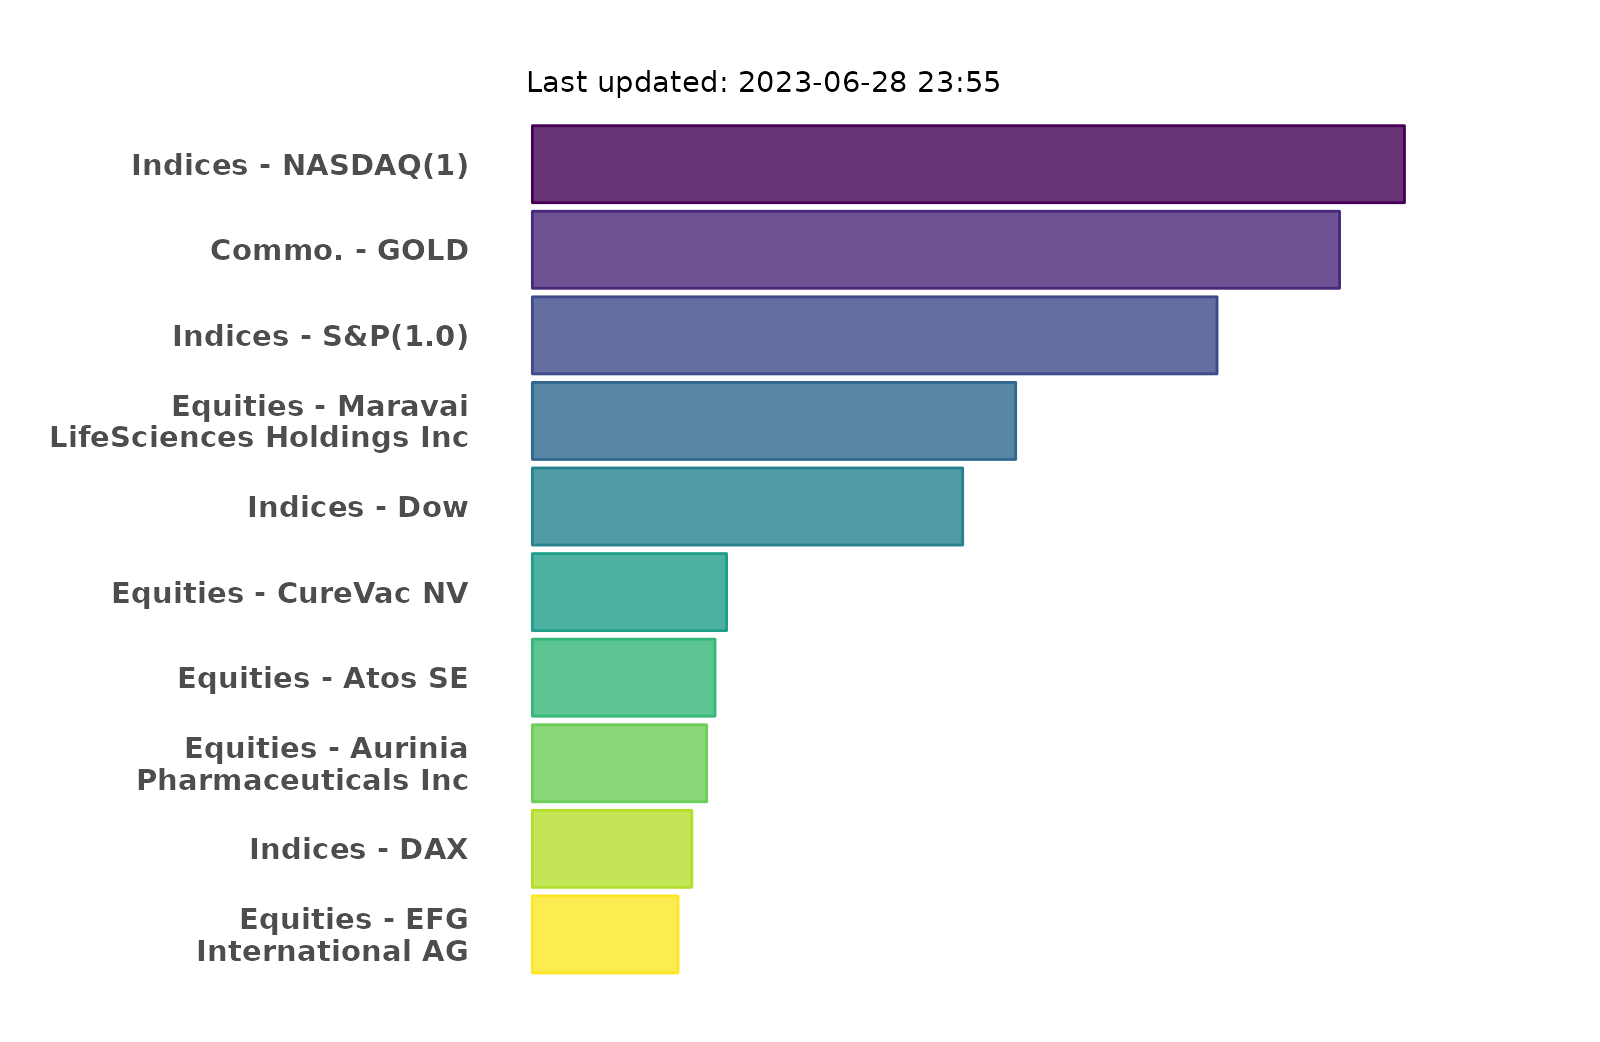 Last updated: 2023-06-28 23:55
Indices - NASDAQ(1)
Commo. - GOLD
Indices - S&P(1.0)
Equities - Maravai
LifeSciences Holdings Inc
Indices - Dow
Equities - CureVac NV
Equities - Atos SE
Equities - Aurinia
Pharmaceuticals Inc
Indices - DAX
Equities - EFG
International AG